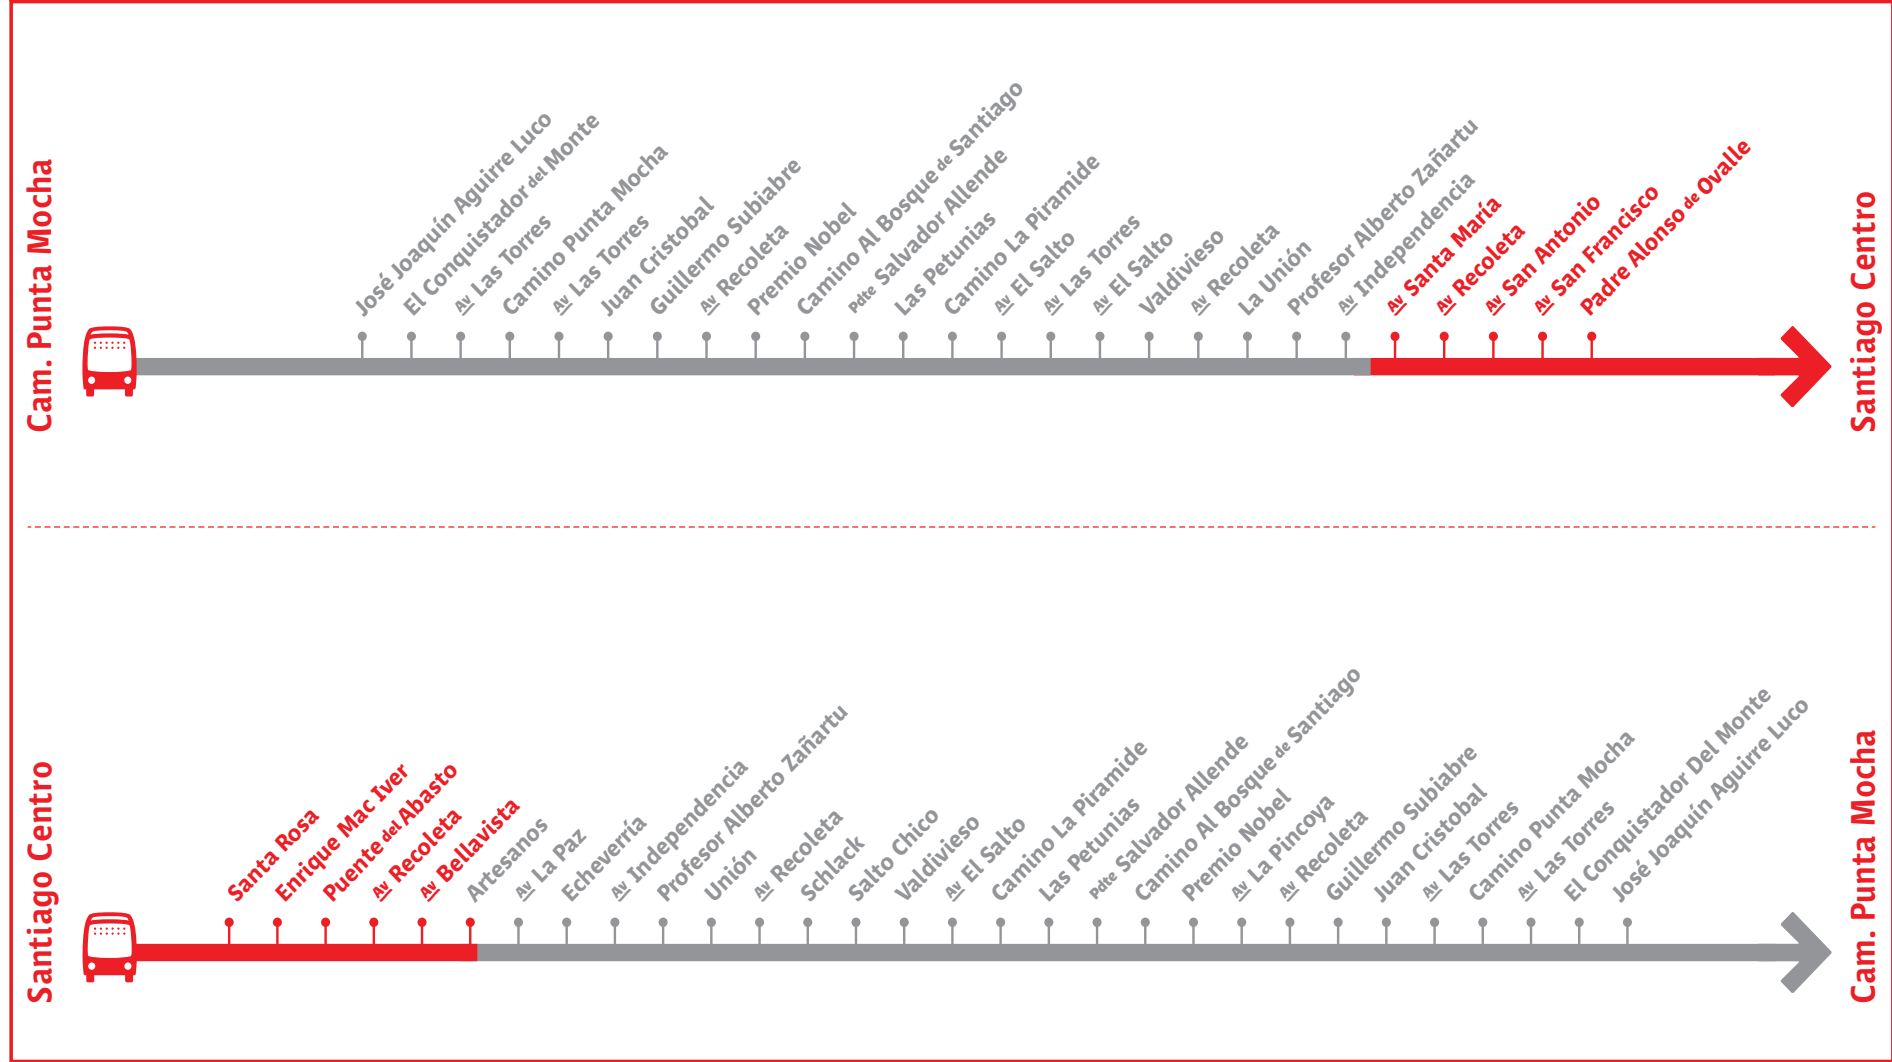 Cam. Punta Mocha
José Joaquín Aguirre Luco
El Conquistador del Monte
Av Las Torres
Camino Punta Mocha
Av Las Torres
Juan Cristobal
Guillermo Subiabre
Av Recoleta
Premio Nobel
Camino Al Bosque de Santiago
Pdte Salvador Allende
Las Petunias
Camino La Piramide
Av El Salto
Av Las Torres
Av El Salto
Valdivieso
Av Recoleta
La Unión
Profesor Alberto Zañartu
Av Independencia
Av Santa María
Av Recoleta
Av San Antonio
Av San Francisco
Padre Alonso de Ovalle
Santiago Centro
Santiago Centro
Santa Rosa
Enrique Mac Iver
Puente del Abasto
Av Recoleta
Av Bellavista
Artesanos
Av La Paz
Echeverría
Av Independencia
Profesor Alberto Zañartu
Unión
Av Recoleta
Schlack
Salto Chico
Valdivieso
Av El Salto
Camino La Piramide
Las Petunias
Pdte Salvador Allende
Camino Al Bosque de Santiago
Premio Nobel
Av La Pincoya
Av Recoleta
Guillermo Subiabre
Juan Cristobal
Av Las Torres
Camino Punta Mocha
Av Las Torres
El Conquistador Del Monte
José Joaquín Aguirre Luco
Cam. Punta Mocha